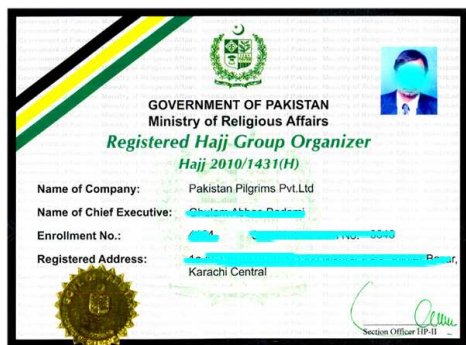 GOVERNMENT OF PAKISTAN
Ministry of Religious Affairs
Registered Hajj Group Organizer
Hajj 2010/1431(H)
Name of Company: Pakistan Pilgrims Pvt.Ltd
Name of Chief Executive:
Enrollment No.:
Registered Address:
Karachi Central
Section Officer HP-II